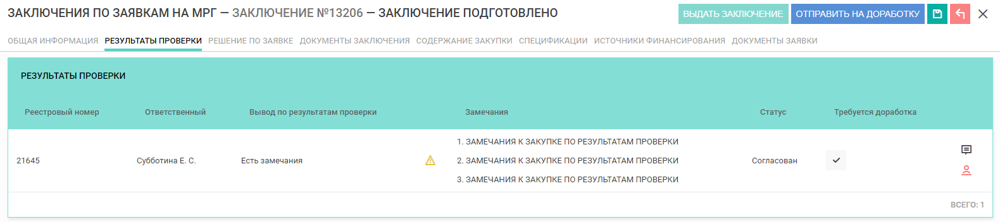 ЗАКЛЮЧЕНИЯ ПО ЗАЯВКАМ НА МРГ — ЗАКЛЮЧЕНИЕ №13206 — ЗАКЛЮЧЕНИЕ ПОДГОТОВЛЕНО
ВЫДАТЬ ЗАКЛЮЧЕНИЕ ОТПРАВИТЬ НА ДОРАБОТКУ
ОБЩАЯ ИНФОРМАЦИЯ РЕЗУЛЬТАТЫ ПРОВЕРКИ РЕШЕНИЕ ПО ЗАЯВКЕ ДОКУМЕНТЫ ЗАКЛЮЧЕНИЯ СОДЕРЖАНИЕ ЗАКУПКИ СПЕЦИФИКАЦИИ ИСТОЧНИКИ ФИНАНСИРОВАНИЯ ДОКУМЕНТЫ ЗАЯВКИ
РЕЗУЛЬТАТЫ ПРОВЕРКИ
Реестровый номер Ответственный Вывод по результатам проверки Замечания Статус Требуется доработка
1. ЗАМЕЧАНИЯ К ЗАКУПКЕ ПО РЕЗУЛЬТАТАМ ПРОВЕРКИ
21645 Субботина Е. С. Есть замечания 2. ЗАМЕЧАНИЯ К ЗАКУПКЕ ПО РЕЗУЛЬТАТАМ ПРОВЕРКИ Согласован
3. ЗАМЕЧАНИЯ К ЗАКУПКЕ ПО РЕЗУЛЬТАТАМ ПРОВЕРКИ
ВСЕГО: 1